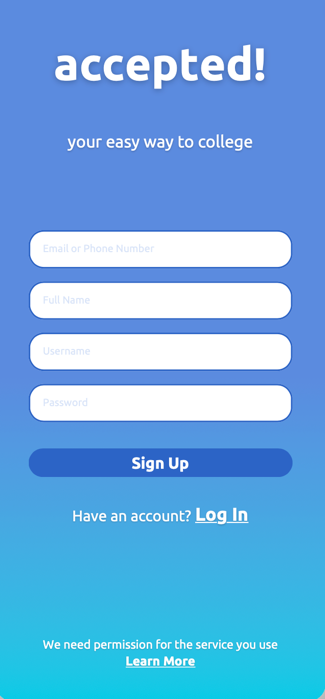 accepted!
your easy way to college
Email or Phone Number
Full Name
Username
Password
Sign Up
Have an account? Log In
We need permission for the service you use
Learn More